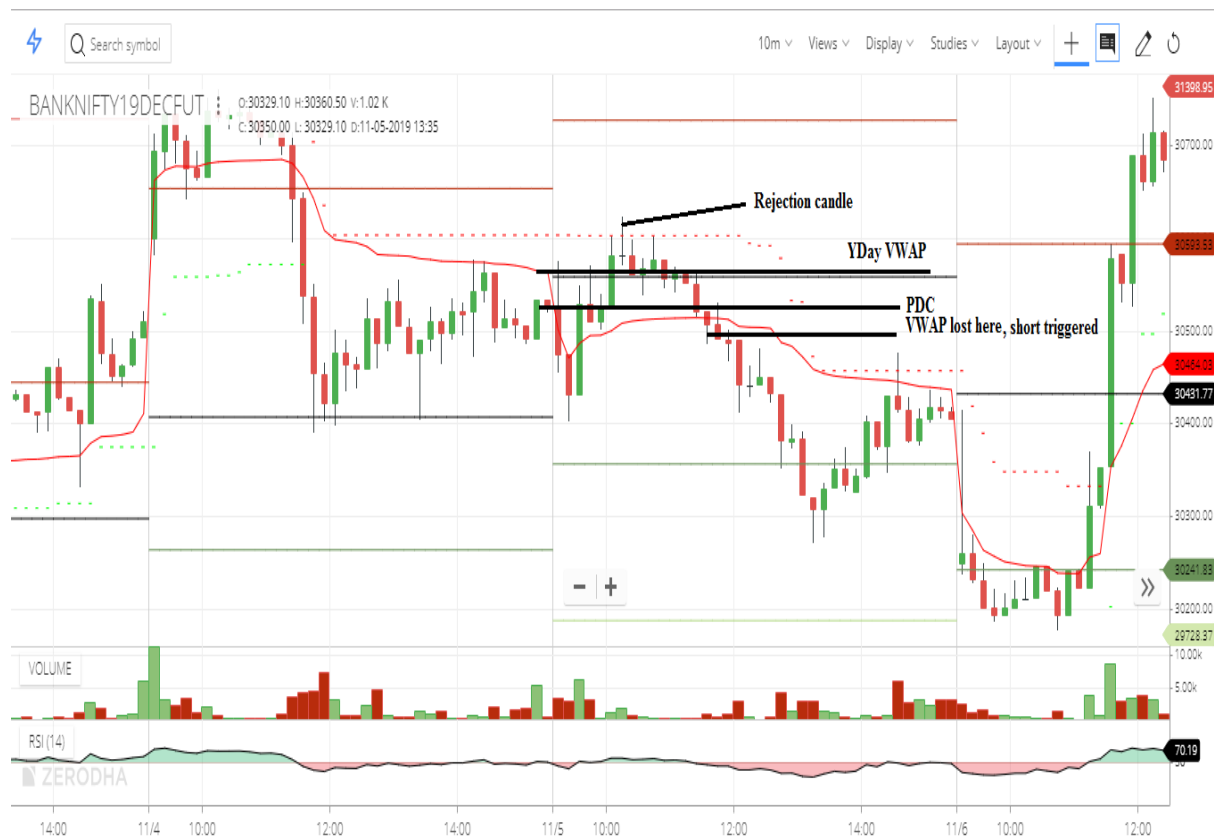 Search symbol
10m Views Display Studies Layout
BANKNIFTY19DECFUT
O:30329.10 H:30360.50 V:1.02 K
C: 30350.00 L: 30329.10 D:11-05-2019 13:35
31398.95
30700.00
Rejection candle
YDay VWAP
30593.53
PDC
VWAP lost here, short triggered
30500.00
30464.03
30431.77
30400.00
30300.00
30241.83
30200.00
29728.37
VOLUME
10.00k
5.00k
RSI (14)
70.19
ZERODHA
14:00 11/4 10:00 12:00 14:00 11/5 10:00 12:00 14:00 11/6 10:00 12:00